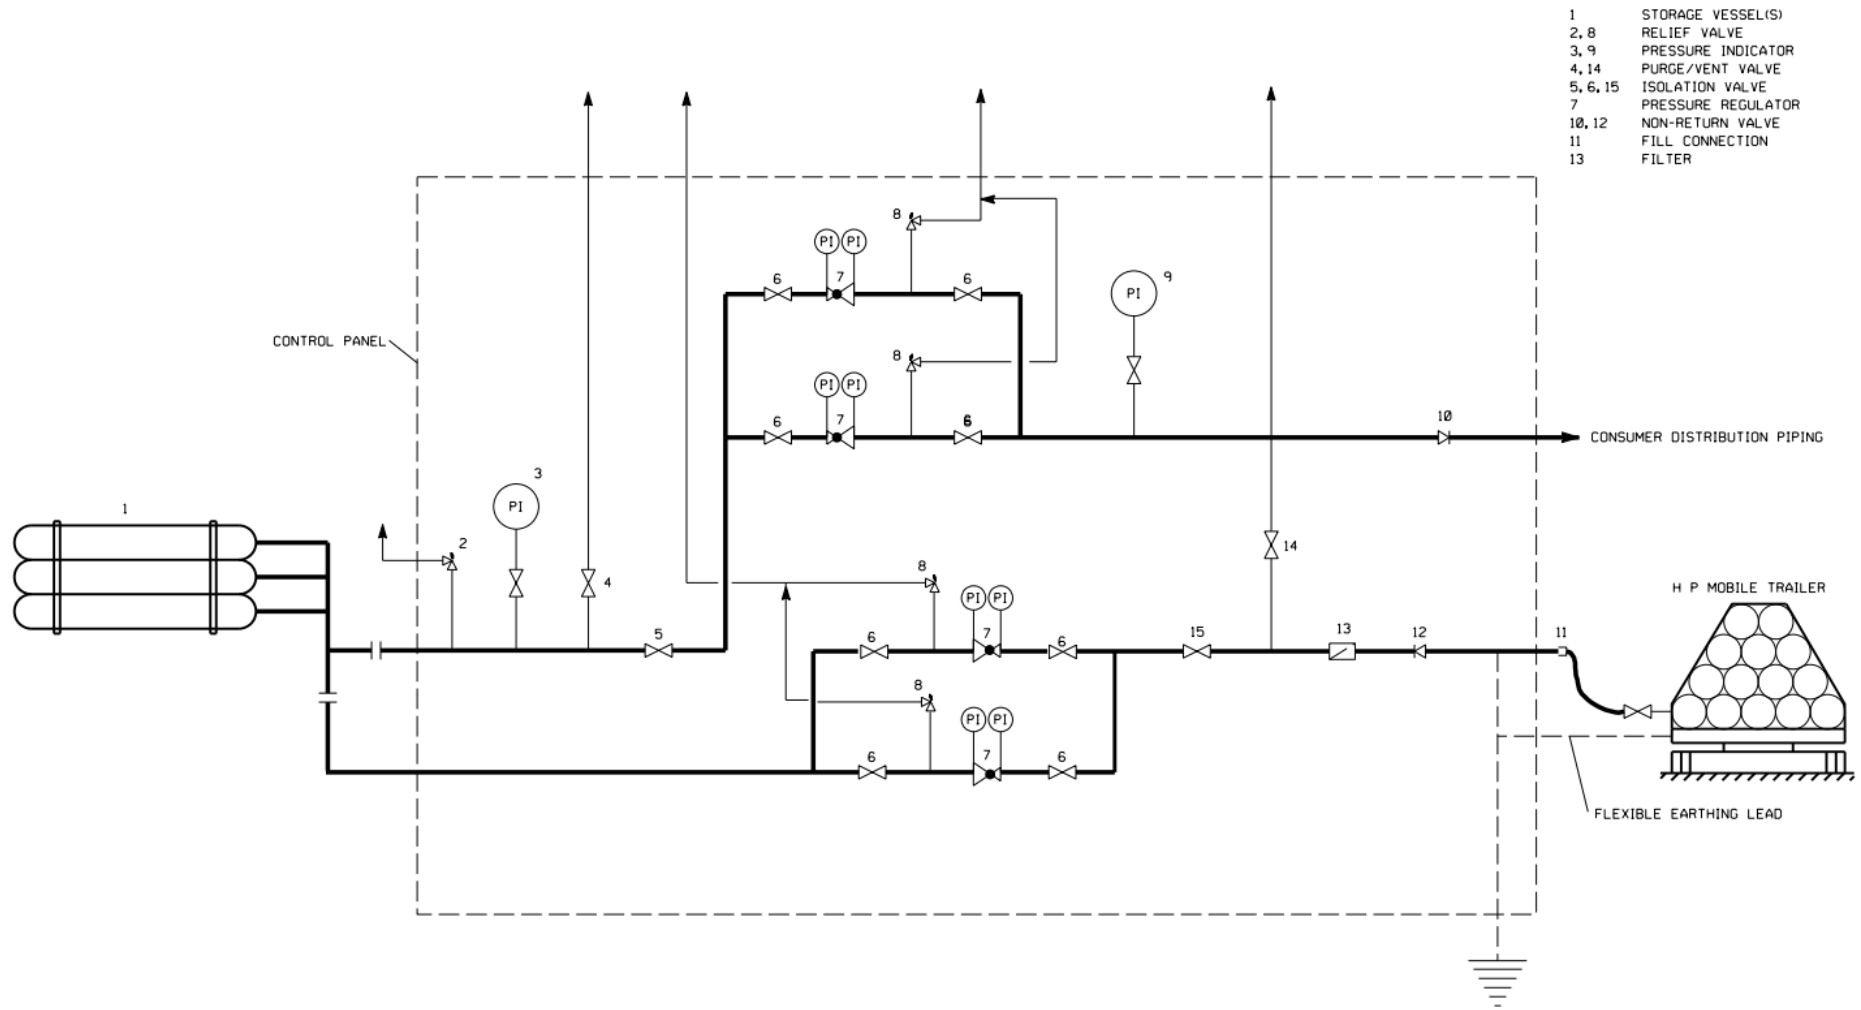 1 STORAGE VESSEL(S)
2,8 RELIEF VALVE
3,9 PRESSURE INDICATOR
4,14 PURGE/VENT VALVE
5,6,15 ISOLATION VALVE
7 PRESSURE REGULATOR
10,12 NON-RETURN VALVE
11 FILL CONNECTION
13 FILTER
8
PI PI
6 7 6
PI 9
CONTROL PANEL
8
PI PI
6 7 6
10
CONSUMER DISTRIBUTION PIPING
3
PI
1
2
4
14
8
PI PI
H P MOBILE TRAILER
5
6 7 6
15 13 12 11
8
PI PI
6 7 6
FLEXIBLE EARTHING LEAD